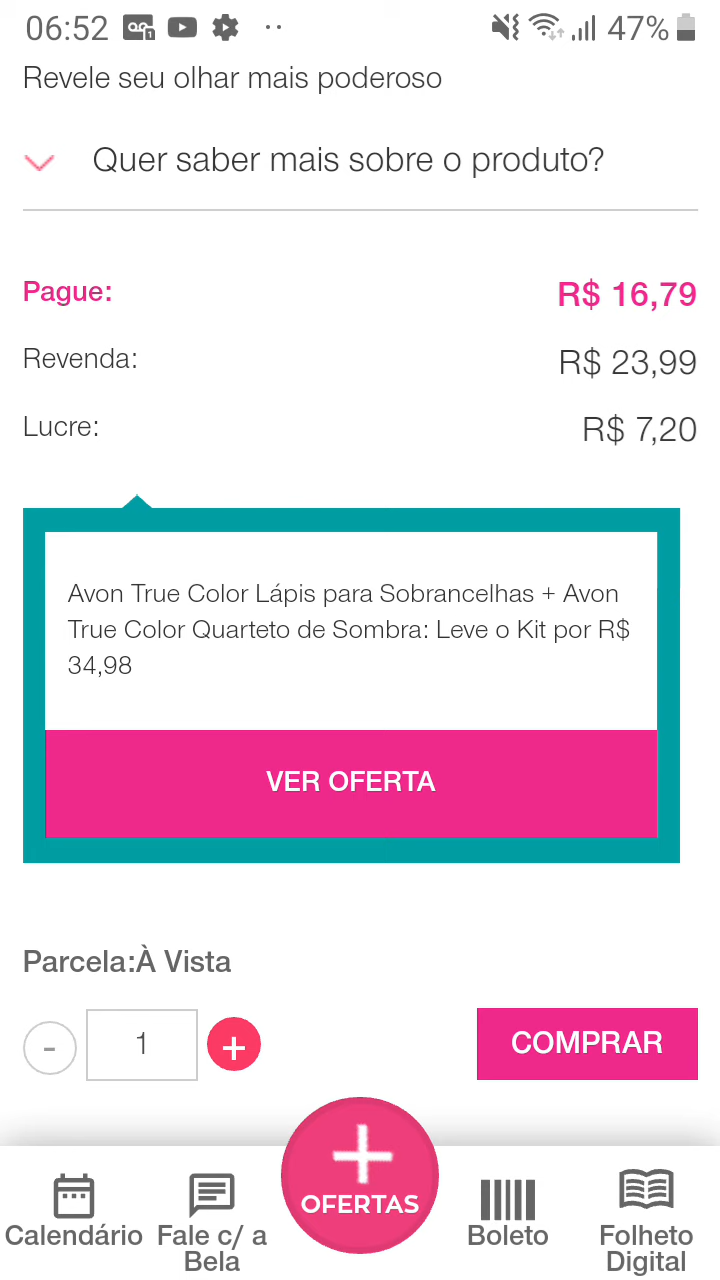 06:52
47%
Revele seu olhar mais poderoso
Quer saber mais sobre o produto?
Pague: R$ 16,79
Revenda: R$ 23,99
Lucre: R$ 7,20
Avon True Color Lápis para Sobrancelhas + Avon
True Color Quarteto de Sombra: Leve o Kit por R$
34,98
VER OFERTA
Parcela:À Vista
- 1 +
COMPRAR
OFERTAS
Calendário
Fale c/ a
Bela
Boleto
Folheto
Digital